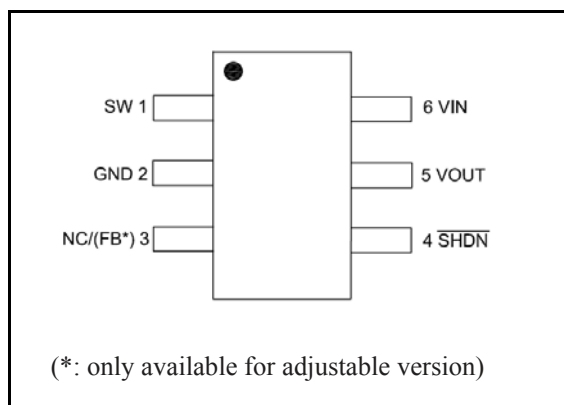 SW 1
6 VIN
GND 2
5 VOUT
NC/(FB*) 3
4 SHDN
(*: only available for adjustable version)